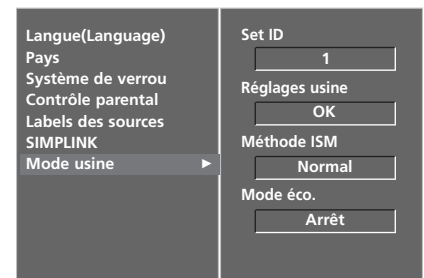 Langue(Language)
Pays
Système de verrou
Contrôle parental
Labels des sources
SIMPLINK
Mode usine ►
Set ID
1
Réglages usine
OK
Méthode ISM
Normal
Mode éco.
Arrêt